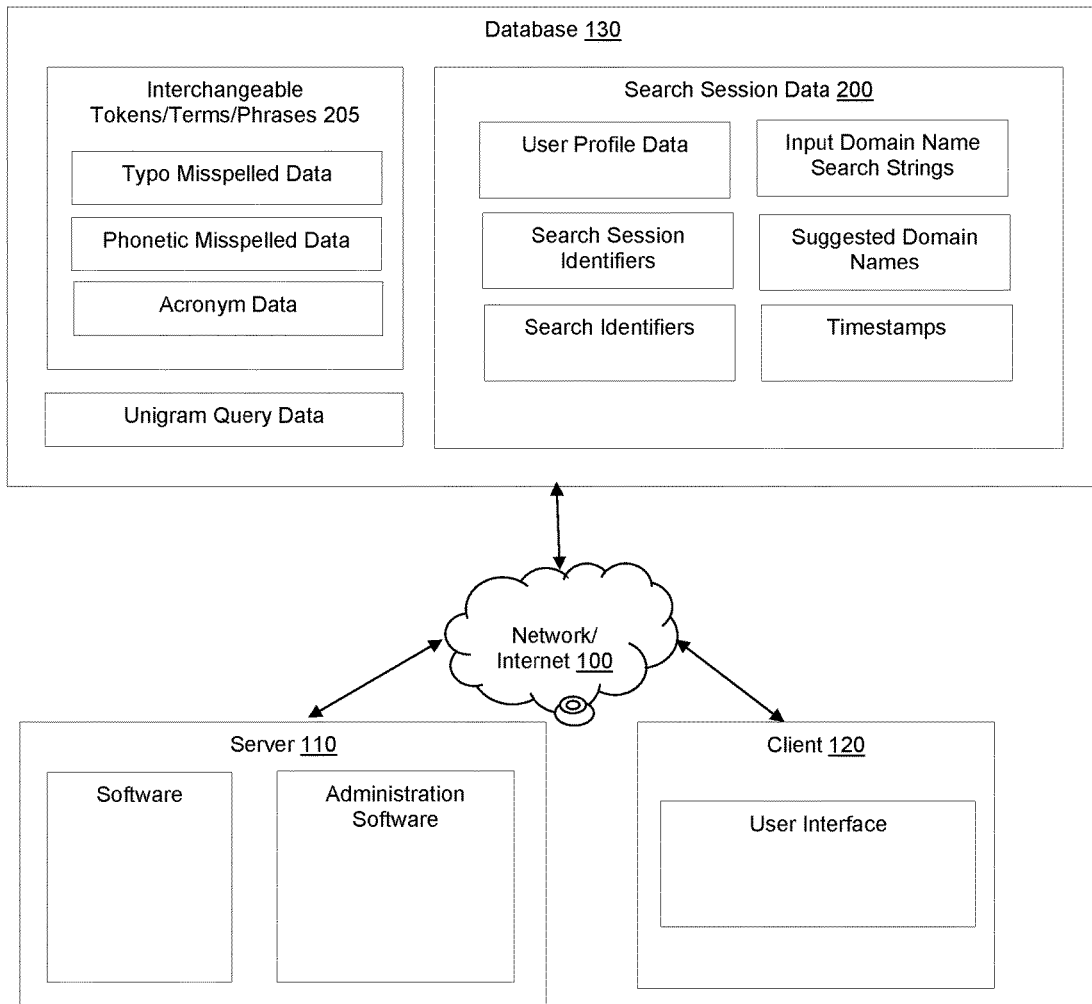 Database 130
Interchangeable
Tokens/Terms/Phrases 205
Typo Misspelled Data
Phonetic Misspelled Data
Acronym Data
Unigram Query Data
Search Session Data 200
User Profile Data
Input Domain Name
Search Strings
Search Session
Identifiers
Suggested Domain
Names
Search Identifiers
Timestamps
Network/
Internet 100
Server 110
Software
Administration
Software
Client 120
User Interface